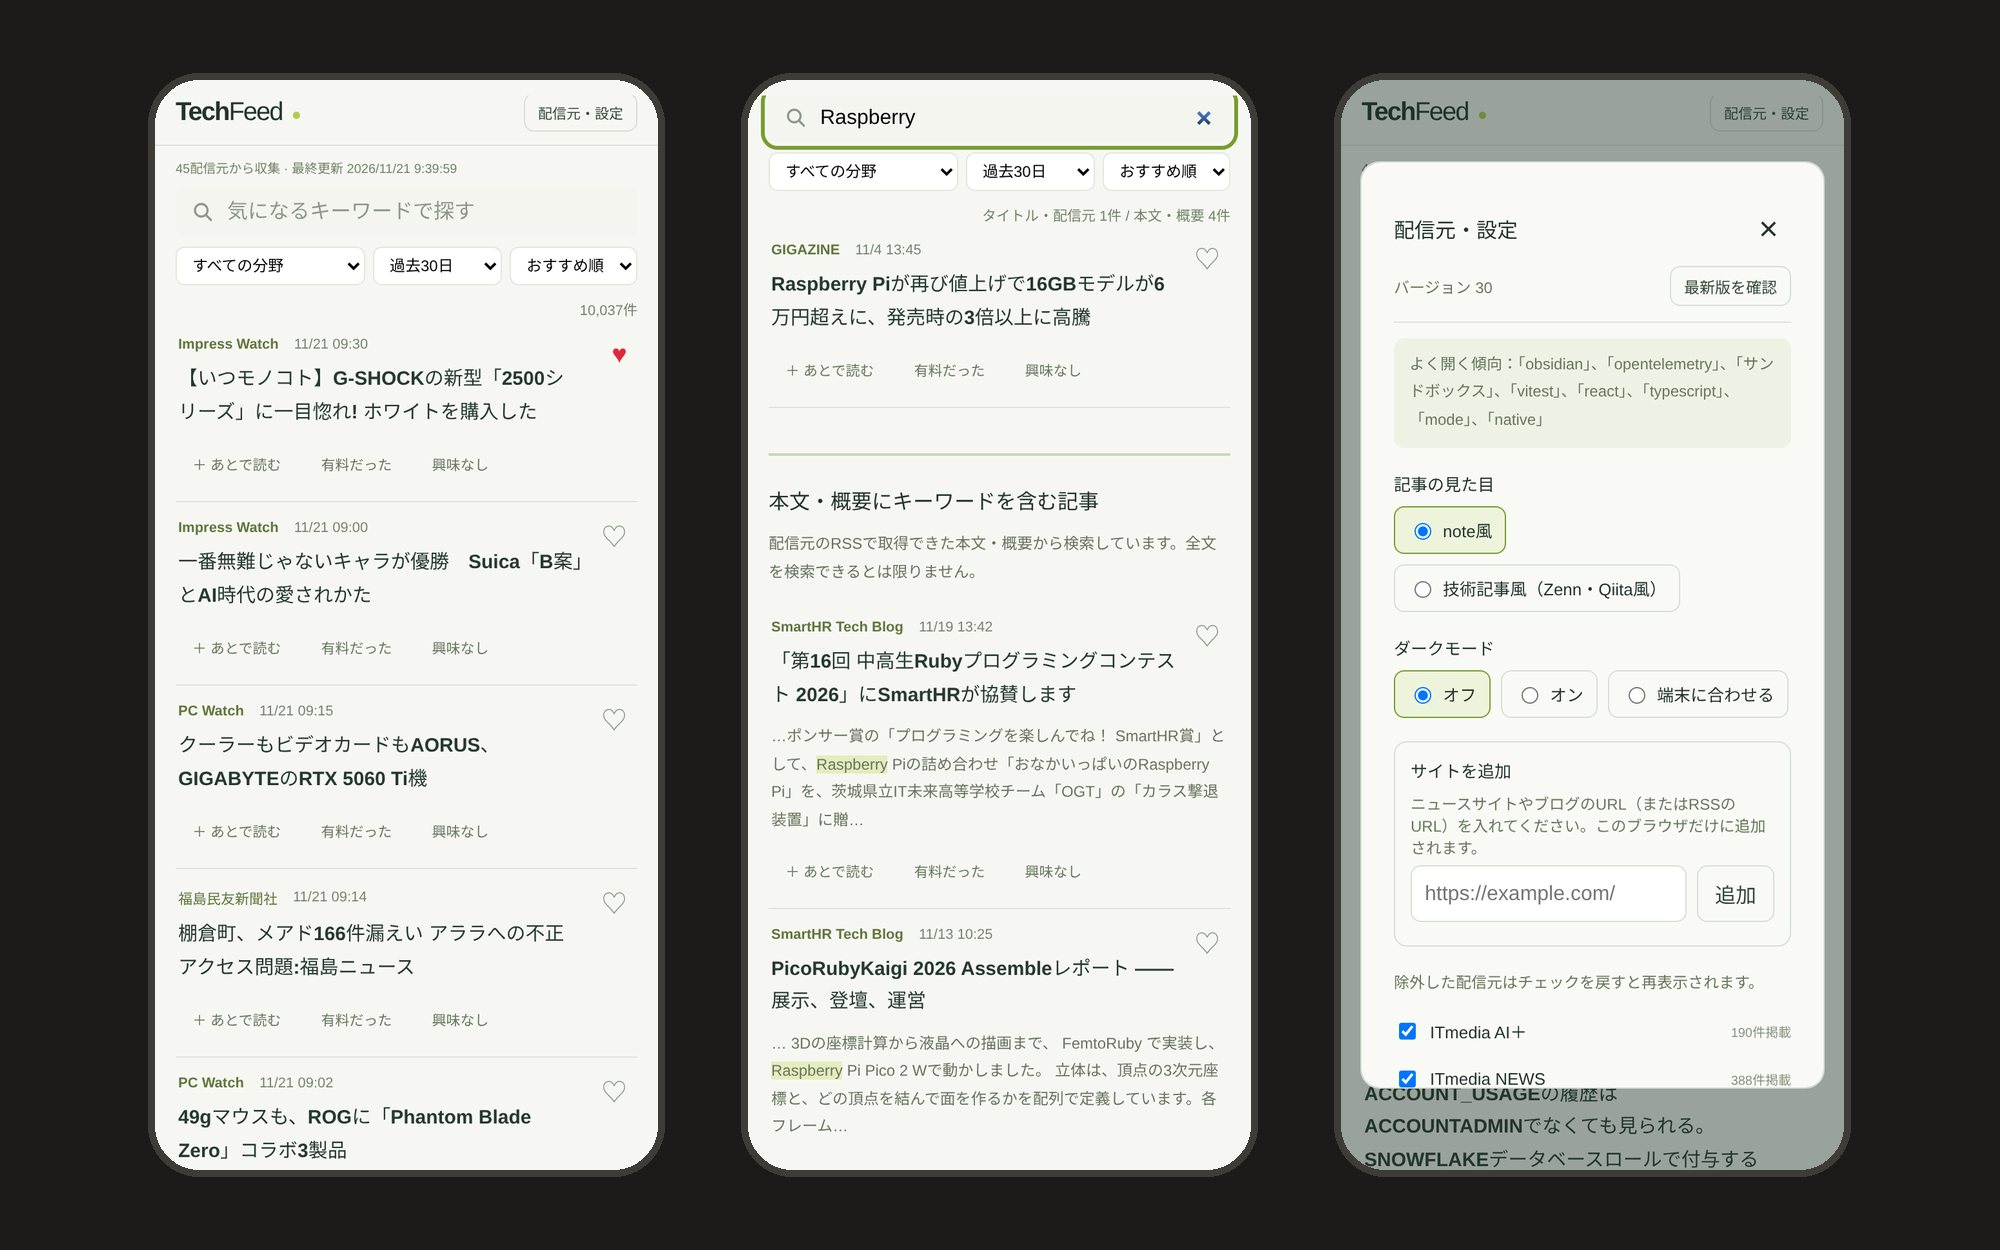 TechFeed
配信元・設定
45配信元から収集 · 最終更新 2026/11/21 9:39:59
気になるキーワードで探す
すべての分野 過去30日 おすすめ順
10,037件
Impress Watch 11/21 09:30
【いつモノコト】G-SHOCKの新型「2500シ
リーズ」に一目惚れ! ホワイトを購入した
＋ あとで読む 有料だった 興味なし
Impress Watch 11/21 09:00
一番無難じゃないキャラが優勝　Suica「B案」
とAI時代の愛されかた
＋ あとで読む 有料だった 興味なし
PC Watch 11/21 09:15
クーラーもビデオカードもAORUS、
GIGABYTEのRTX 5060 Ti機
＋ あとで読む 有料だった 興味なし
福島民友新聞社 11/21 09:14
棚倉町、メアド166件漏えい アララへの不正
アクセス問題:福島ニュース
＋ あとで読む 有料だった 興味なし
PC Watch 11/21 09:02
49gマウスも、ROGに「Phantom Blade
Zero」コラボ3製品
Raspberry
すべての分野 過去30日 おすすめ順
タイトル・配信元 1件 / 本文・概要 4件
GIGAZINE 11/4 13:45
Raspberry Piが再び値上げで16GBモデルが6
万円超えに、発売時の3倍以上に高騰
＋ あとで読む 有料だった 興味なし
本文・概要にキーワードを含む記事
配信元のRSSで取得できた本文・概要から検索しています。全文
を検索できるとは限りません。
SmartHR Tech Blog 11/19 13:42
「第16回 中高生Rubyプログラミングコンテス
ト 2026」にSmartHRが協賛します
…ポンサー賞の「プログラミングを楽しんでね！ SmartHR賞」と
して、Raspberry Piの詰め合わせ「おなかいっぱいのRaspberry
Pi」を、茨城県立IT未来高等学校チーム「OGT」の「カラス撃退
装置」に贈…
＋ あとで読む 有料だった 興味なし
SmartHR Tech Blog 11/13 10:25
PicoRubyKaigi 2026 Assembleレポート ——
展示、登壇、運営
… 3Dの座標計算から液晶への描画まで、 FemtoRuby で実装し、
Raspberry Pi Pico 2 Wで動かしました。 立体は、頂点の3次元座
標と、どの頂点を結んで面を作るかを配列で定義しています。各
フレーム…
TechFeed
配信元・設定
配信元・設定
バージョン 30
最新版を確認
よく開く傾向：「obsidian」、「opentelemetry」、「サン
ドボックス」、「vitest」、「react」、「typescript」、
「mode」、「native」
記事の見た目
note風
技術記事風（Zenn・Qiita風）
ダークモード
オフ オン 端末に合わせる
サイトを追加
ニュースサイトやブログのURL（またはRSSの
URL）を入れてください。このブラウザだけに追加
されます。
https://example.com/ 追加
除外した配信元はチェックを戻すと再表示されます。
ITmedia AI＋ 190件掲載
ITmedia NEWS 388件掲載
ACCOUNT_USAGEの履歴は
ACCOUNTADMINでなくても見られる。
SNOWFLAKEデータベースロールで付与する